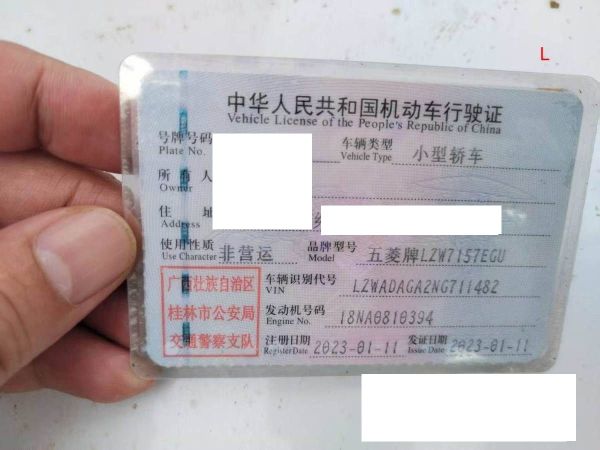 L
中华人民共和国机动车行驶证
Vehicle License of the People's Republic of China
号牌号码 车辆类型 小型轿车
Plate No. Vehicle Type
所有人
Owner
住 址
Address
使用性质 非营运 品牌型号 五菱牌LZW7157EGU
Use Character Model
广西壮族自治区 车辆识别代号 LZWADAGA2NG711482
VIN
桂林市公安局 发动机号码 18NA0810394
Engine No.
交通警察支队 注册日期 2023-01-11 发证日期 2023-01-11
Register Date Issue Date